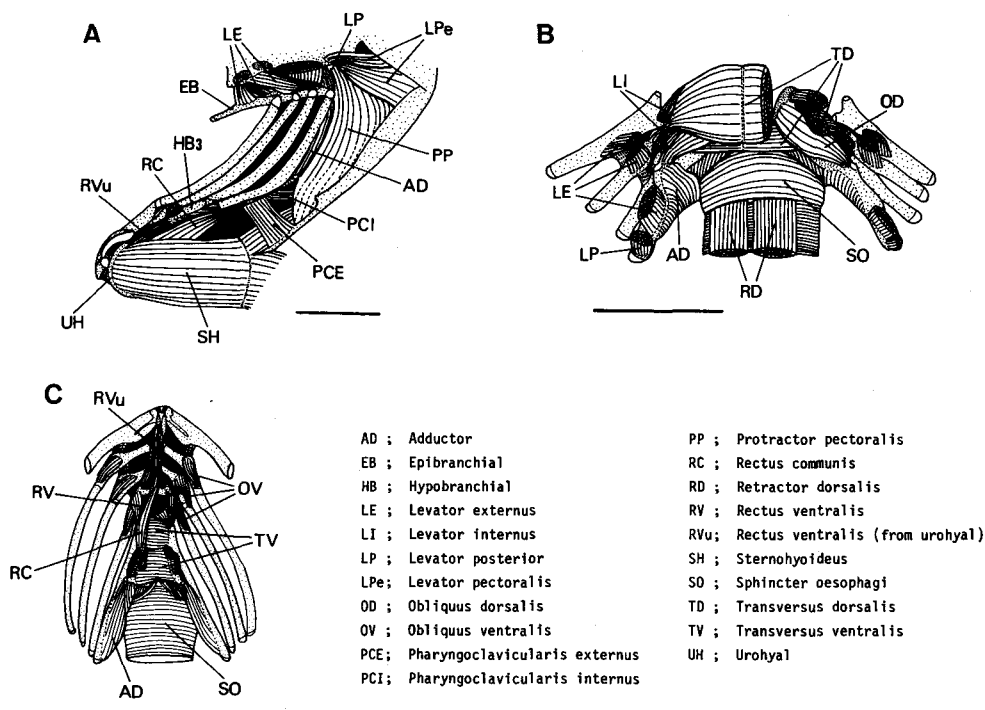 A
LE
LP
LPe
EB
HB3
RC
RVu
PP
AD
PCI
PCE
UH
SH
B
TD
LI
OD
LE
LP
AD
SO
RD
C
RVu
RV
OV
TV
RC
AD
SO
AD ; Adductor
EB ; Epibranchial
HB ; Hypobranchial
LE ; Levator externus
LI ; Levator internus
LP ; Levator posterior
LPe; Levator pectoralis
OD ; Obliquus dorsalis
OV ; Obliquus ventralis
PCE; Pharyngoclavicularis externus
PCI; Pharyngoclavicularis internus
PP ; Protractor pectoralis
RC ; Rectus communis
RD ; Retractor dorsalis
RV ; Rectus ventralis
RVu; Rectus ventralis (from urohyal)
SH ; Sternohyoideus
SO ; Sphincter oesophagi
TD ; Transversus dorsalis
TV ; Transversus ventralis
UH ; Urohyal